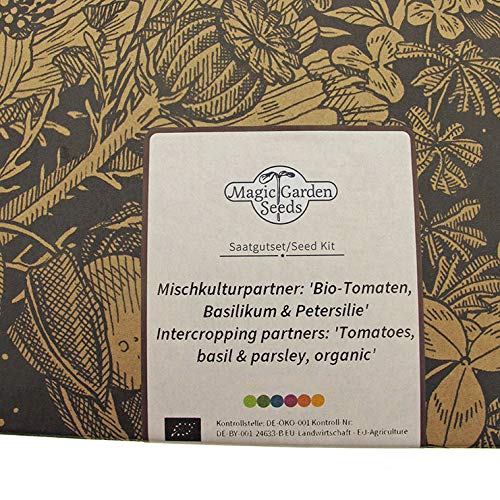 Magic Garden
Seeds
Saatgutset/Seed Kit
Mischkulturpartner: 'Bio-Tomaten,
Basilikum & Petersilie'
Intercropping partners: 'Tomatoes,
basil & parsley, organic'
Kontrollstelle: DE-ÖKO-001 Kontroll-Nr:
DE-BY-001-24633-B EU-Landwirtschaft - EU-Agriculture